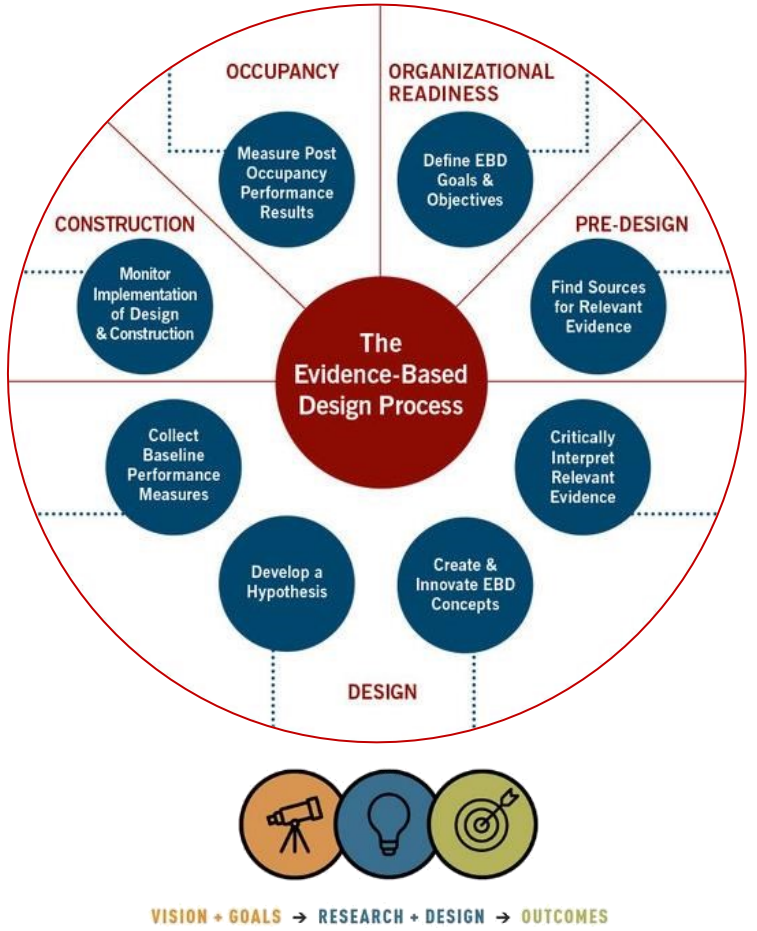 OCCUPANCY
ORGANIZATIONAL
READINESS
Measure Post
Occupancy
Performance
Results
Define EBD
Goals &
Objectives
CONSTRUCTION
PRE-DESIGN
Monitor
Implementation
of Design
& Construction
Find Sources
for Relevant
Evidence
The
Evidence-Based
Design Process
Collect
Baseline
Performance
Measures
Critically
Interpret
Relevant
Evidence
Develop a
Hypothesis
Create &
Innovate EBD
Concepts
DESIGN
VISION + GOALS → RESEARCH + DESIGN → OUTCOMES